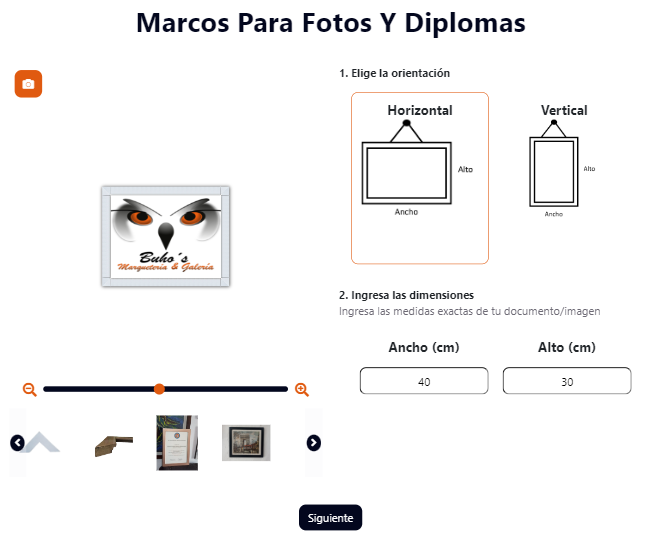 Marcos Para Fotos Y Diplomas
1. Elige la orientación
Horizontal
Alto
Ancho
Vertical
Alto
Ancho
Buho´s
Marquetería & Galería
2. Ingresa las dimensiones
Ingresa las medidas exactas de tu documento/imagen
Ancho (cm)
Alto (cm)
40
30
Siguiente